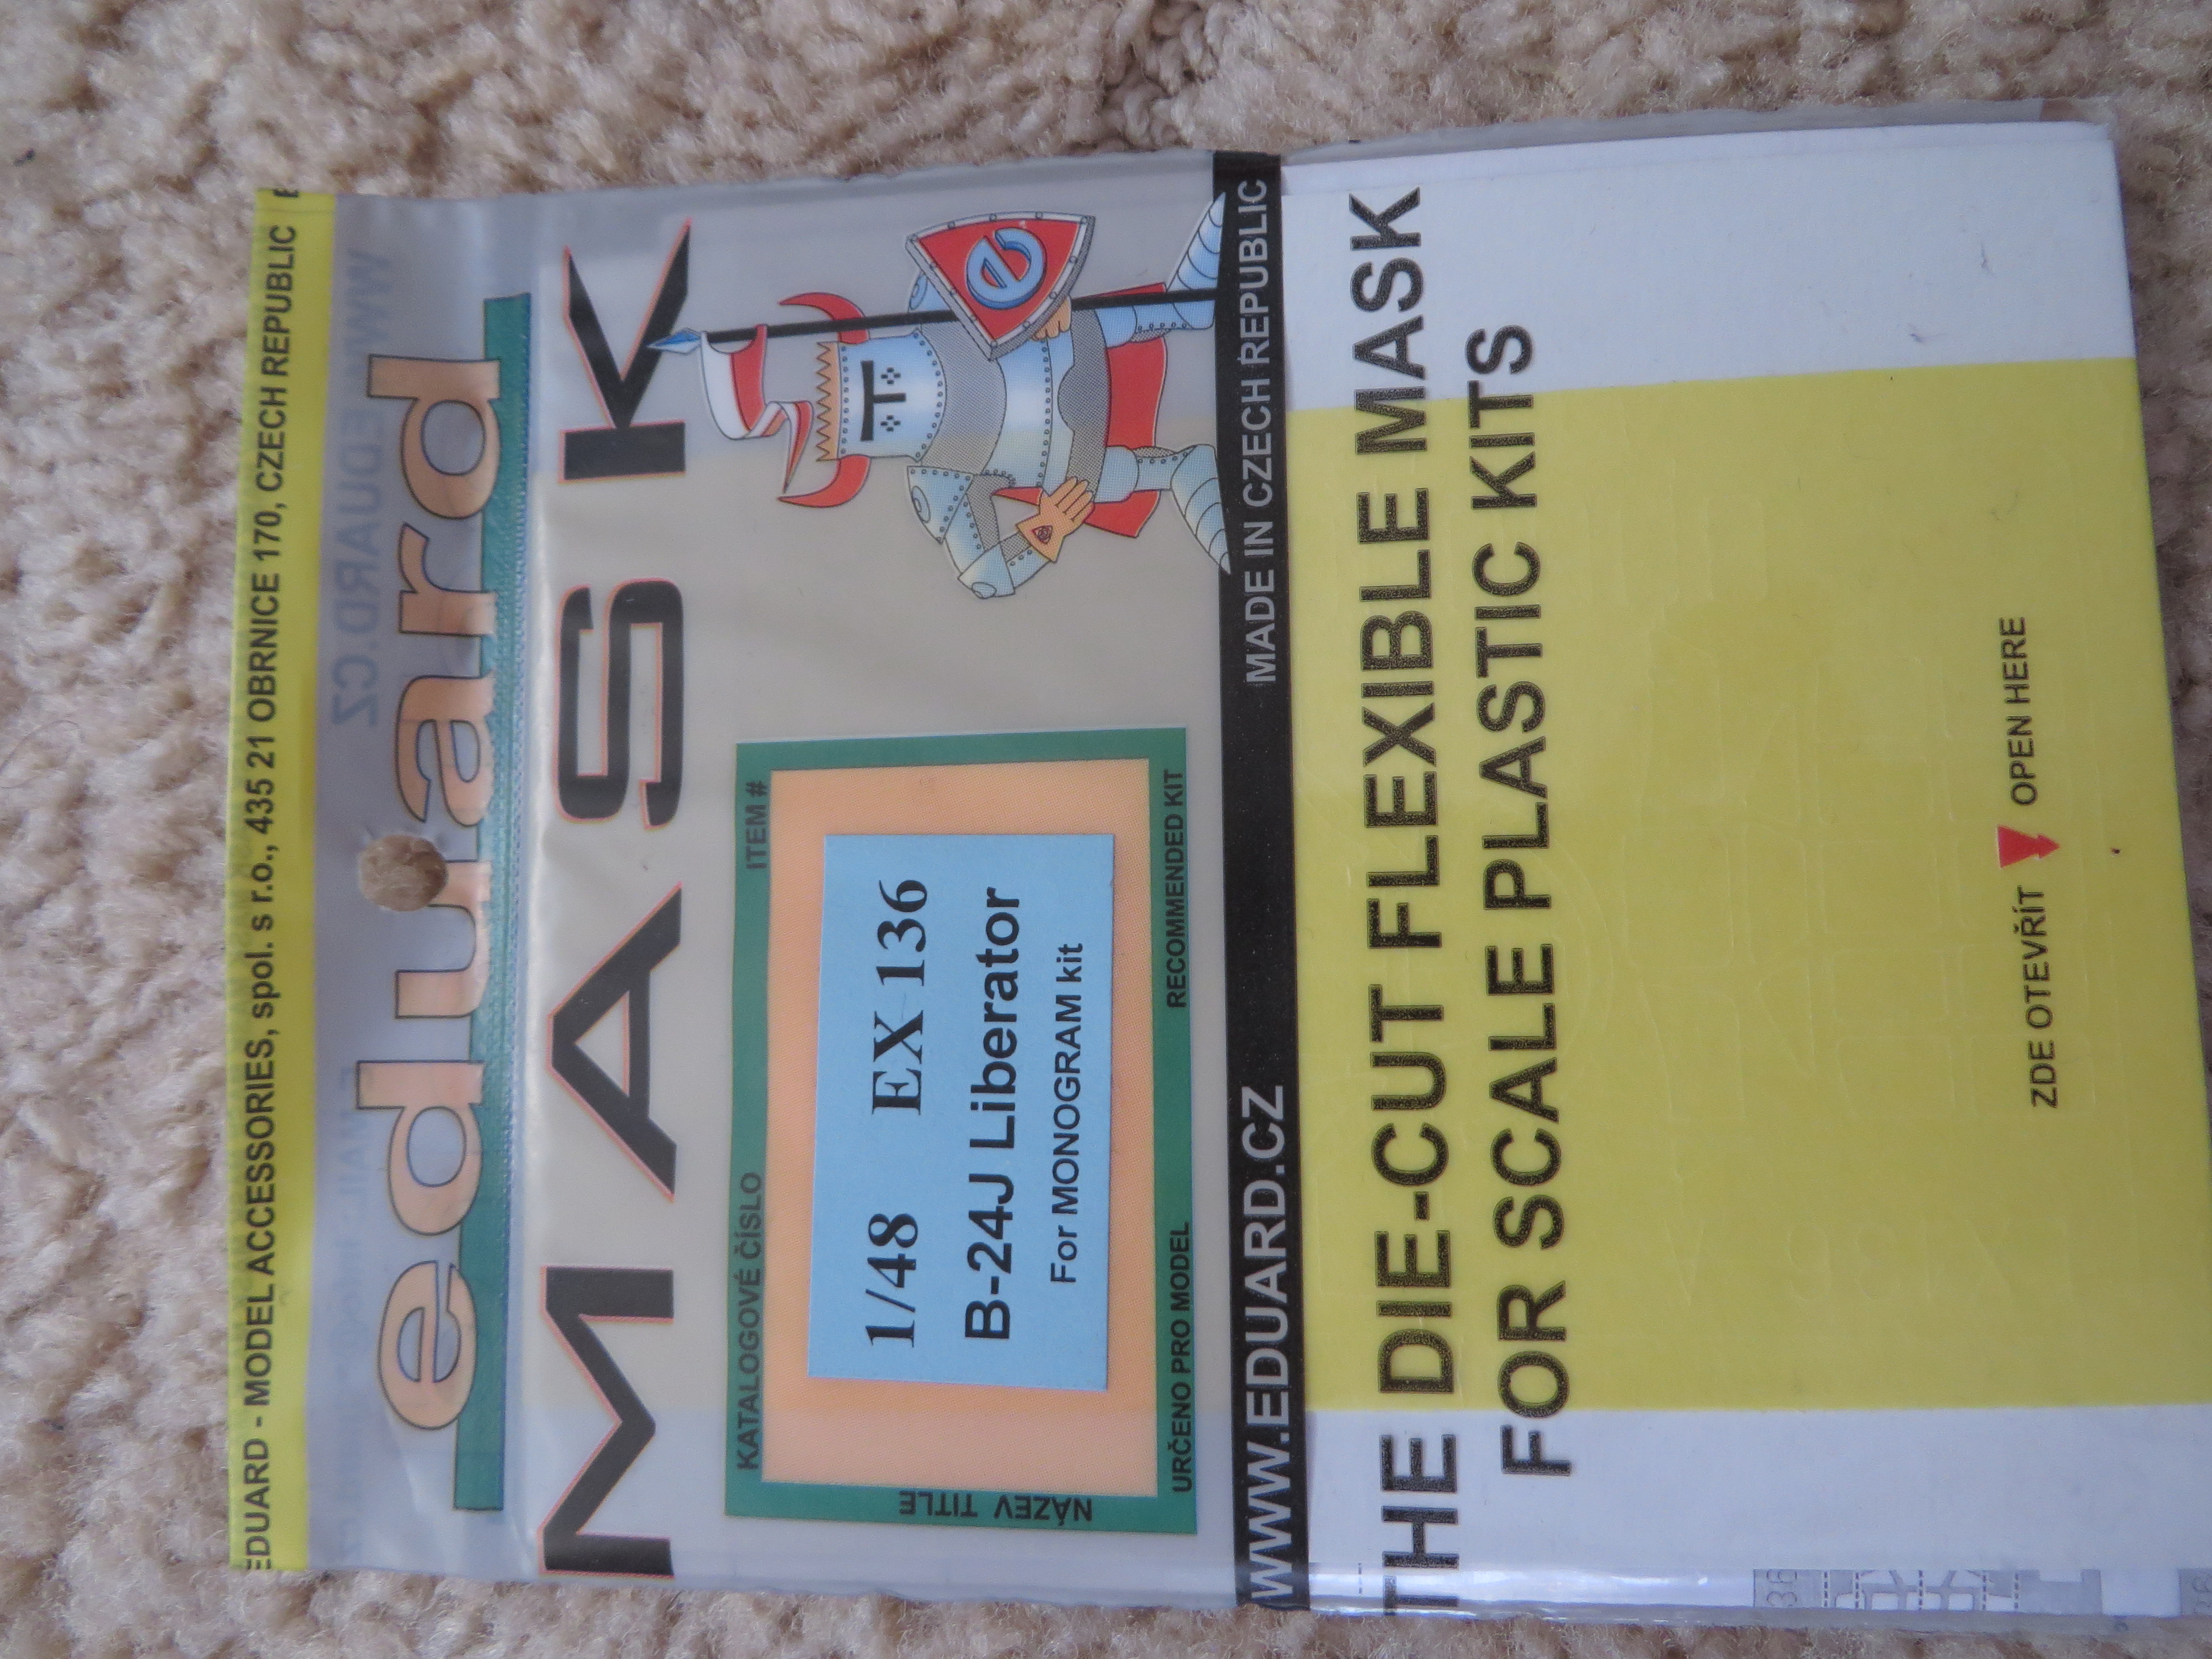 EDUARD - MODEL ACCESSORIES, spol. s r.o., 435 21 OBRNICE 170, CZECH REPUBLIC
WWW.EDUARD.CZ
eduard
MASK
KATALOGOVÉ ČÍSLO ITEM #
NÁZEV TITLE
1/48 EX 136
B-24J Liberator
For MONOGRAM kit
URČENO PRO MODEL RECOMMENDED KIT
e
WWW.EDUARD.CZ MADE IN CZECH REPUBLIC
THE DIE-CUT FLEXIBLE MASK
FOR SCALE PLASTIC KITS
ZDE OTEVŘÍT OPEN HERE
36